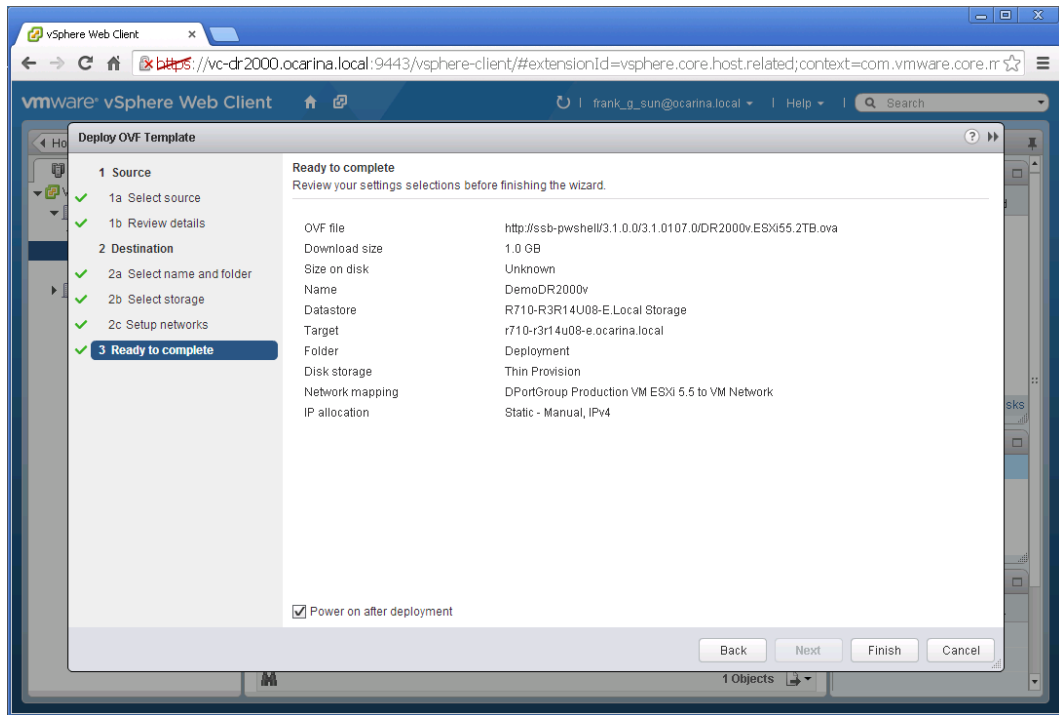 vSphere Web Client
https://vc-dr2000.ocarina.local:9443/vsphere-client/#extensionId=vsphere.core.host.related;context=com.vmware.core.m
vmware® vSphere Web Client
frank_g_sun@ocarina.local | Help | Search
Ho
Deploy OVF Template
1 Source
1a Select source
1b Review details
2 Destination
2a Select name and folder
2b Select storage
2c Setup networks
3 Ready to complete
Ready to complete
Review your settings selections before finishing the wizard.
OVF file http://ssb-pwshell/3.1.0.0/3.1.0107.0/DR2000v.ESXi55.2TB.ova
Download size 1.0 GB
Size on disk Unknown
Name DemoDR2000v
Datastore R710-R3R14U08-E.Local Storage
Target r710-r3r14u08-e.ocarina.local
Folder Deployment
Disk storage Thin Provision
Network mapping DPortGroup Production VM ESXi 5.5 to VM Network
IP allocation Static - Manual, IPv4
sks
Power on after deployment
Back Next Finish Cancel
1 Objects